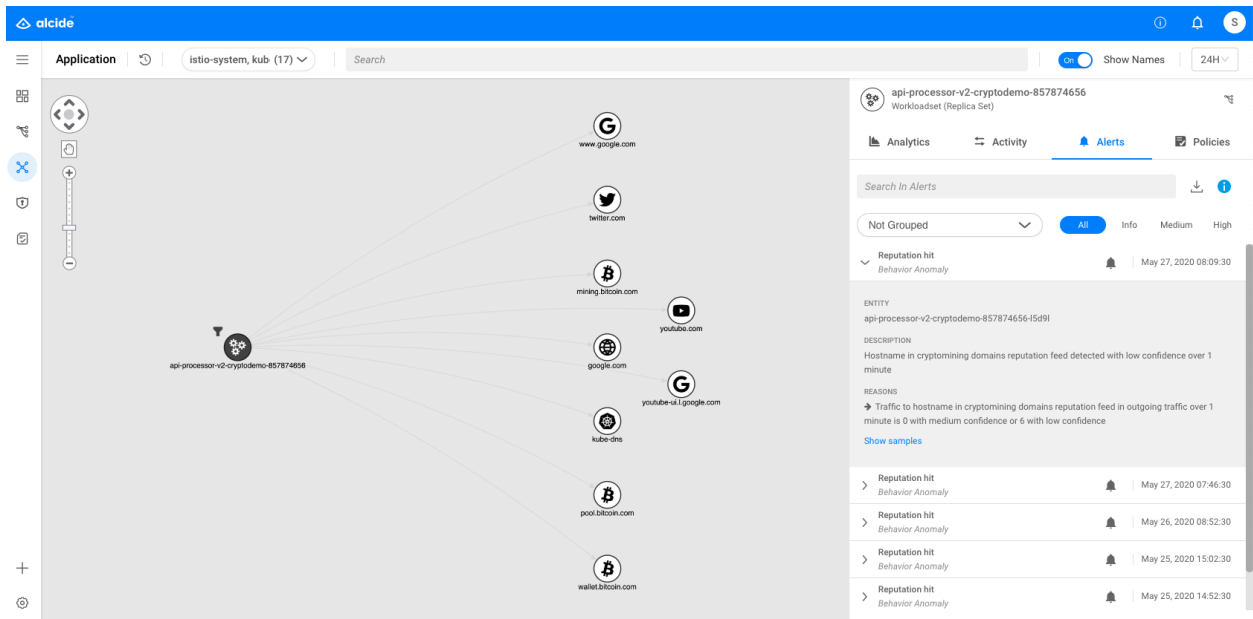 alcide
S
Application
istio-system, kub (17)
Search
On
Show Names
24H
www.google.com
twitter.com
mining.bitcoin.com
youtube.com
api-processor-v2-cryptodemo-857874656
google.com
youtube-ui.l.google.com
kube-dns
pool.bitcoin.com
wallet.bitcoin.com
api-processor-v2-cryptodemo-857874656
Workloadset (Replica Set)
Analytics
Activity
Alerts
Policies
Search In Alerts
Not Grouped
All
Info
Medium
High
Reputation hit
Behavior Anomaly
May 27, 2020 08:09:30
ENTITY
api-processor-v2-cryptodemo-857874656-l5d9l
DESCRIPTION
Hostname in cryptomining domains reputation feed detected with low confidence over 1
minute
REASONS
→ Traffic to hostname in cryptomining domains reputation feed in outgoing traffic over 1
minute is 0 with medium confidence or 6 with low confidence
Show samples
Reputation hit
Behavior Anomaly
May 27, 2020 07:46:30
Reputation hit
Behavior Anomaly
May 26, 2020 08:52:30
Reputation hit
Behavior Anomaly
May 25, 2020 15:02:30
Reputation hit
Behavior Anomaly
May 25, 2020 14:52:30